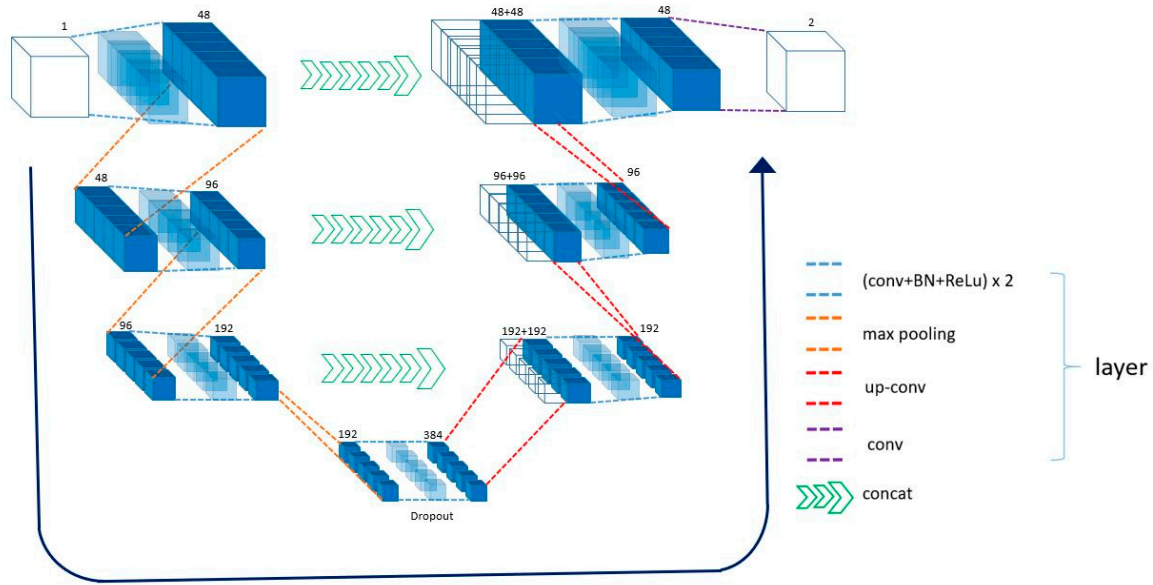 1
48
48+48
48
2
48
96
96+96
96
96
192
192+192
192
192
384
Dropout
(conv+BN+ReLu) x 2
max pooling
up-conv
conv
concat
layer